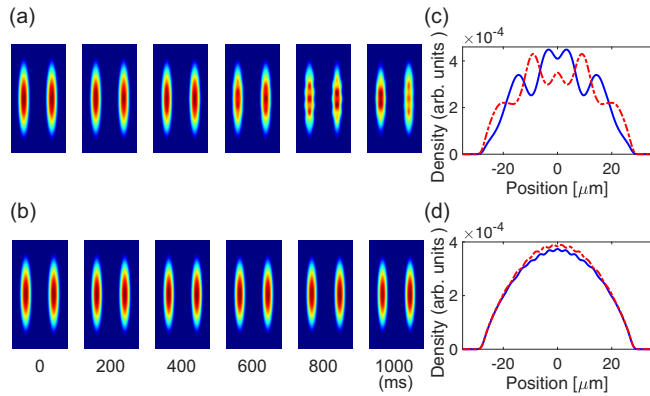 (a)
(b)
0 200 400 600 800 1000
(ms)
(c)
×10⁻⁴
Density (arb. units )
4
2
0
-20 0 20
Position [μm]
(d)
×10⁻⁴
Density (arb. units )
4
2
0
-20 0 20
Position [μm]